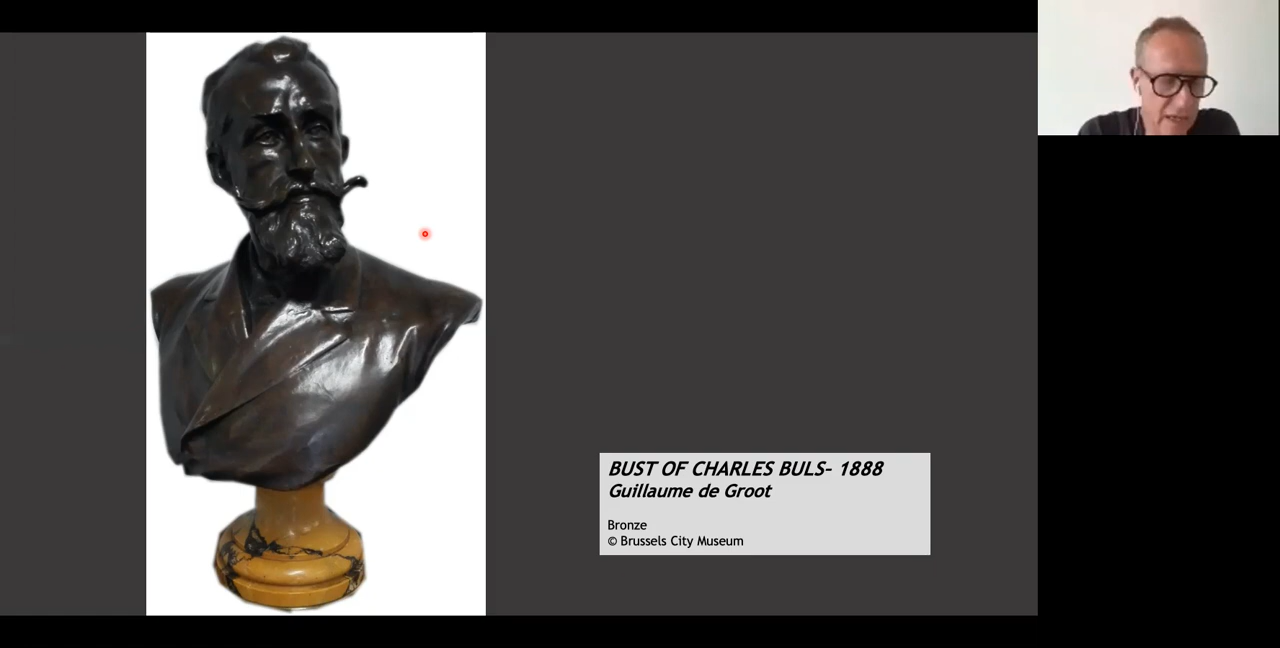 BUST OF CHARLES BULS- 1888
Guillaume de Groot
Bronze
© Brussels City Museum